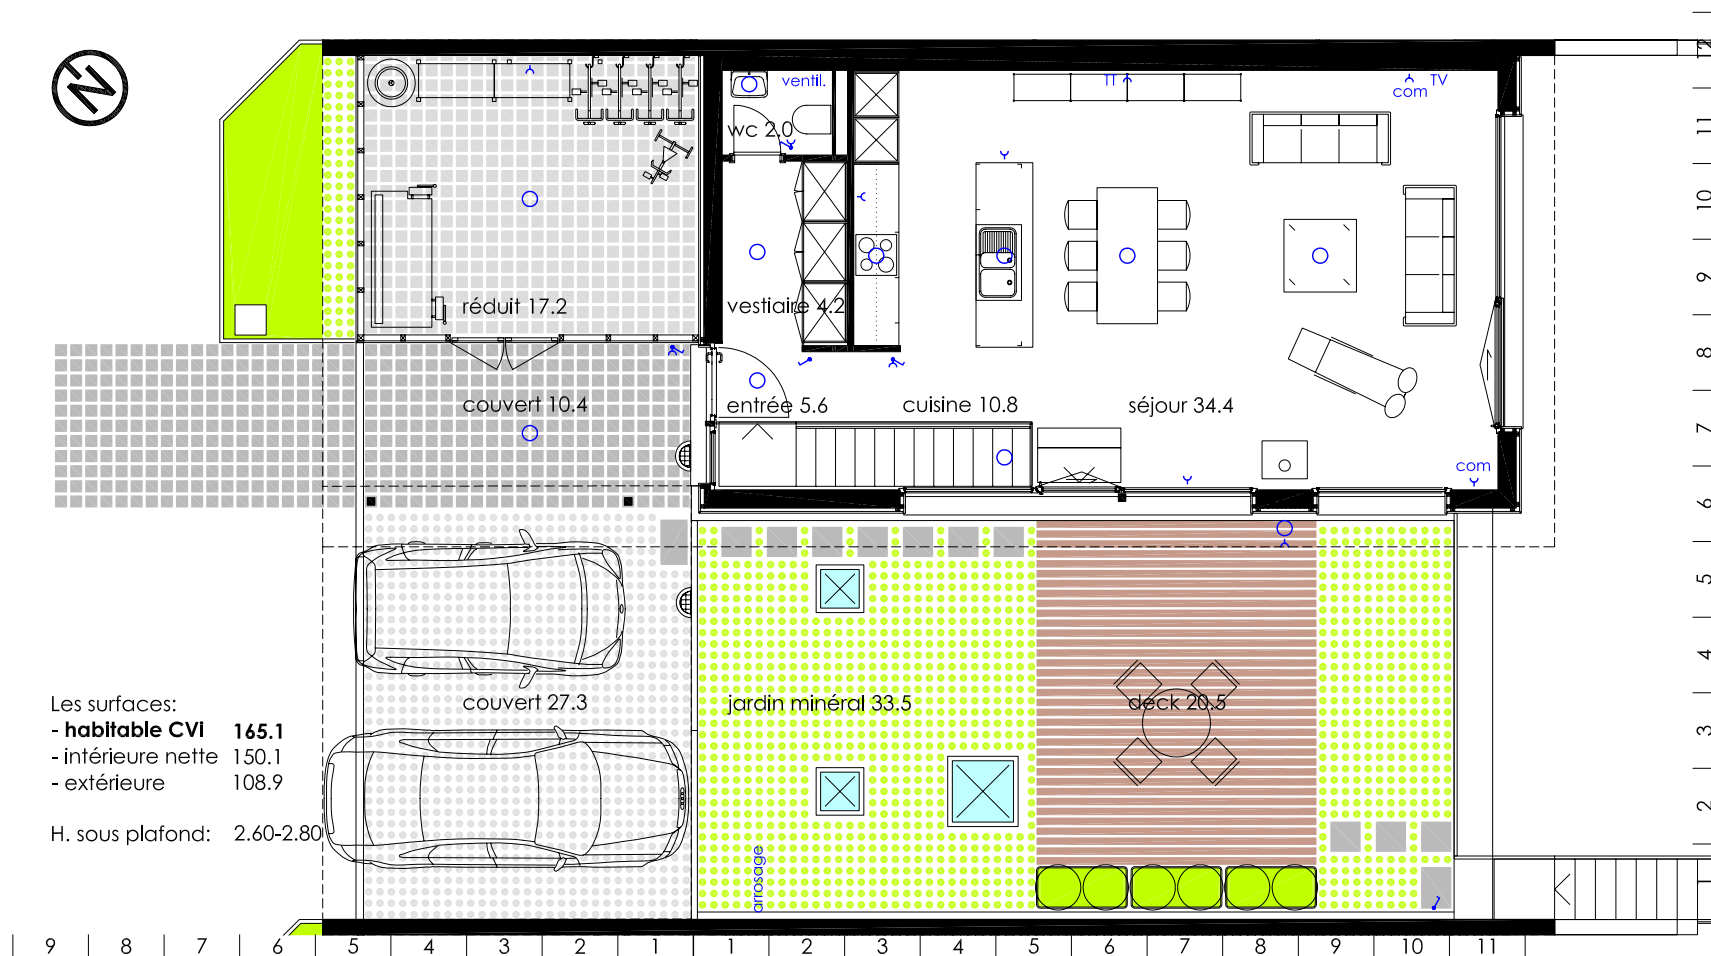 N
ventil.
TT
TV
com
wc 2.0
réduit 17.2
vestiaire 4.2
couvert 10.4
entrée 5.6
cuisine 10.8
séjour 34.4
com
Les surfaces:
- habitable CVi 165.1
- intérieure nette 150.1
- extérieure 108.9
H. sous plafond: 2.60-2.80
couvert 27.3
jardin minéral 33.5
deck 20.5
arrosage
12
11
10
9
8
7
6
5
4
3
2
9 8 7 6 5 4 3 2 1 1 2 3 4 5 6 7 8 9 10 11